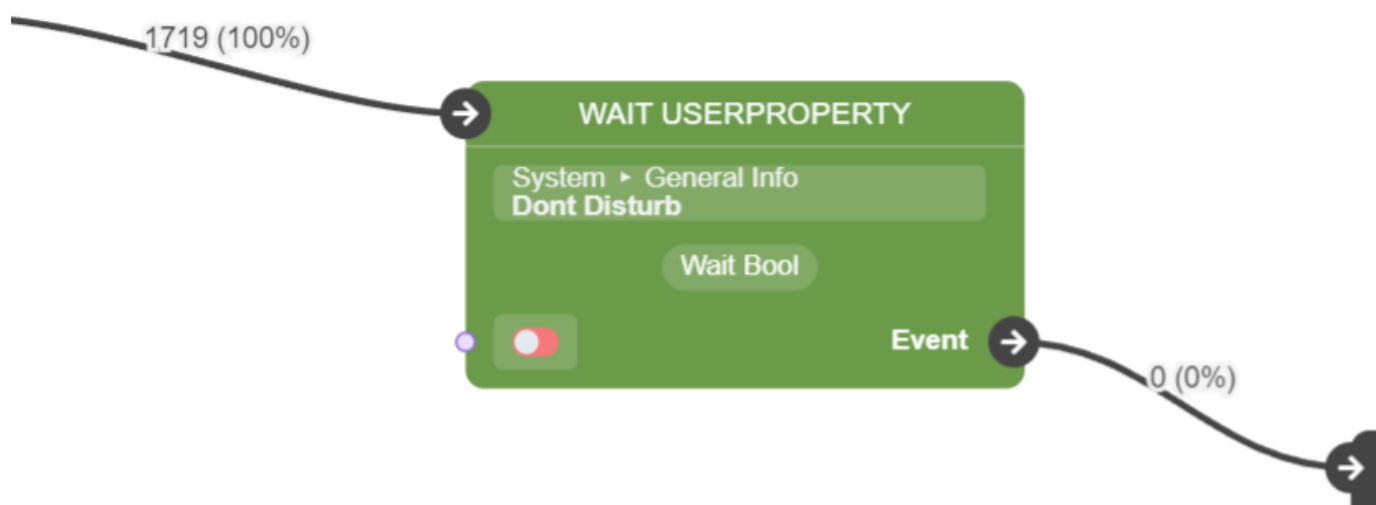 1719 (100%)
WAIT USERPROPERTY
System ‣ General Info
Dont Disturb
Wait Bool
Event
0 (0%)